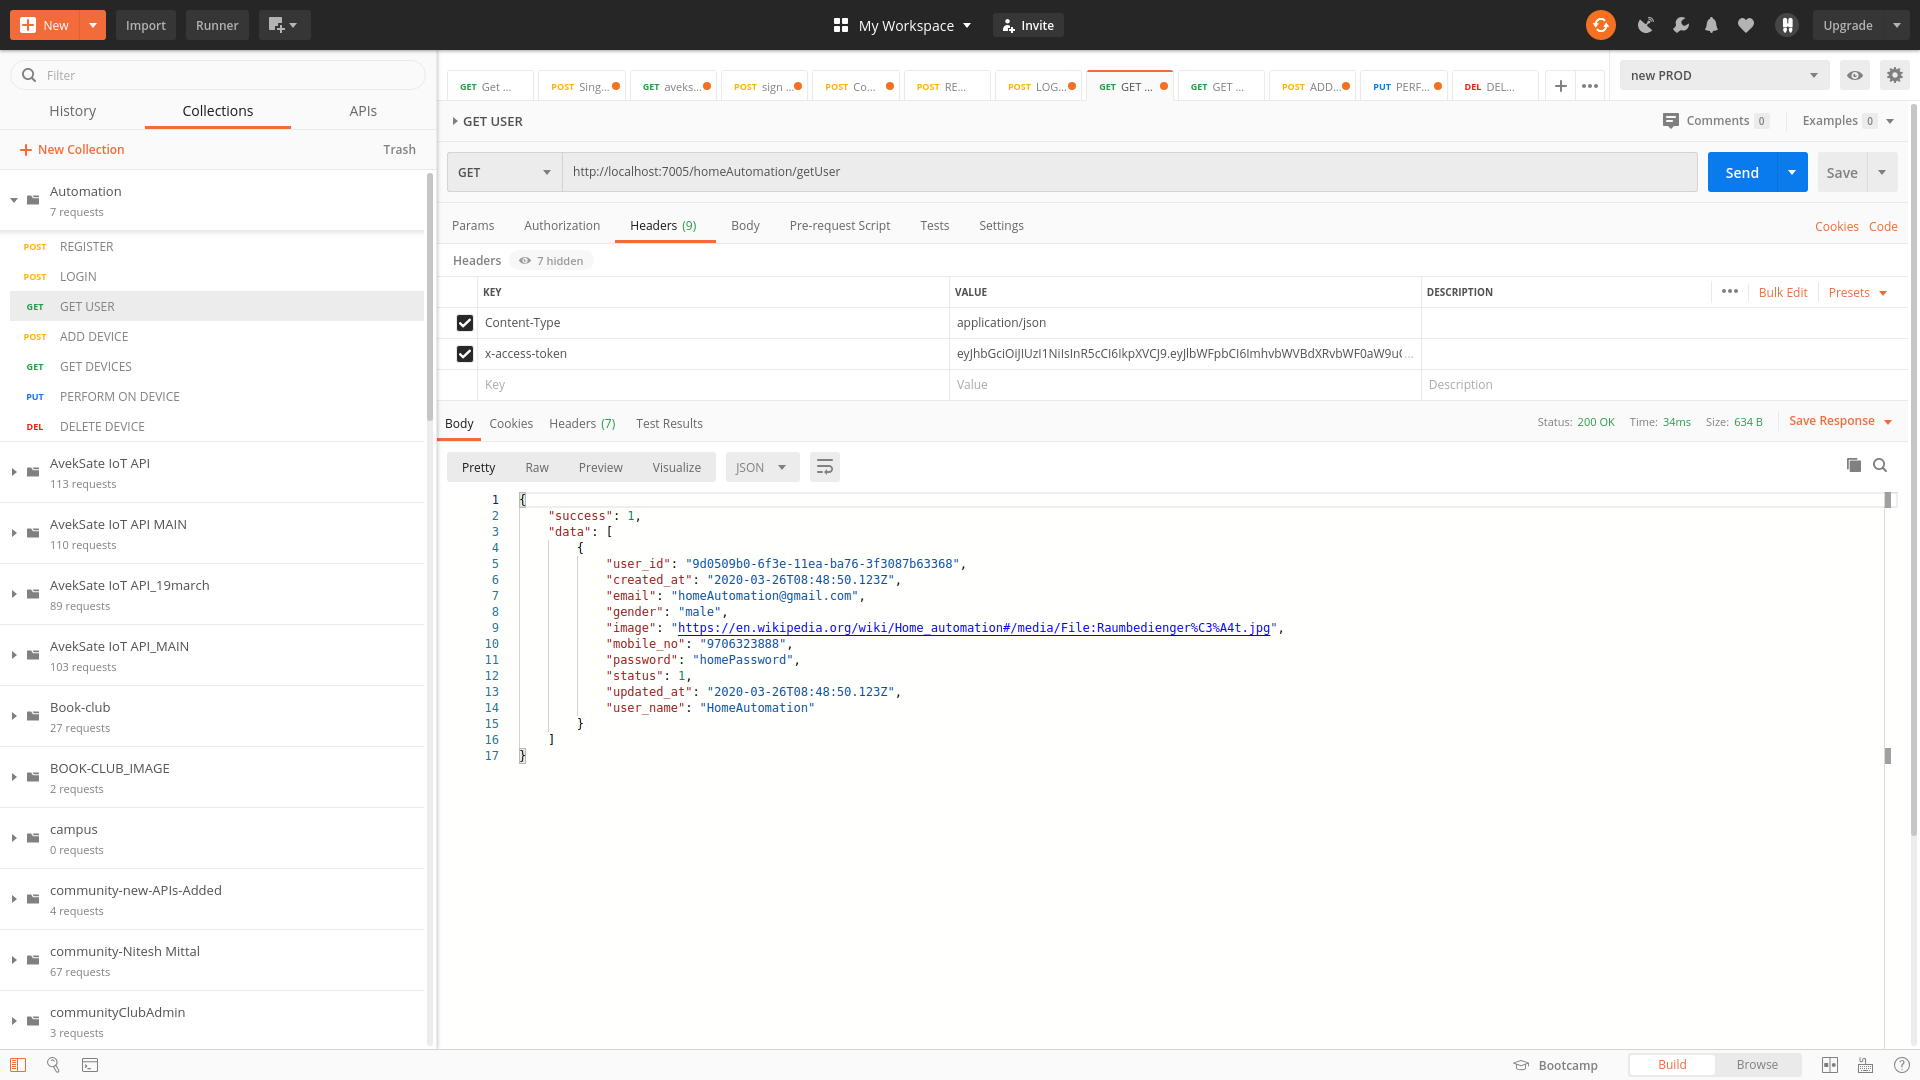 New
Import
Runner
My Workspace
Invite
Upgrade
Filter
History
Collections
APIs
New Collection
Trash
Automation
7 requests
POST REGISTER
POST LOGIN
GET GET USER
POST ADD DEVICE
GET GET DEVICES
PUT PERFORM ON DEVICE
DEL DELETE DEVICE
AvekSate IoT API
113 requests
AvekSate IoT API MAIN
110 requests
AvekSate IoT API_19march
89 requests
AvekSate IoT API_MAIN
103 requests
Book-club
27 requests
BOOK-CLUB_IMAGE
2 requests
campus
0 requests
community-new-APIs-Added
4 requests
community-Nitesh Mittal
67 requests
communityClubAdmin
3 requests
GET Get ...
POST Sing...
GET aveks...
POST sign ...
POST Co...
POST RE...
POST LOG...
GET GET ...
GET GET ...
POST ADD...
PUT PERF...
DEL DEL...
new PROD
GET USER
Comments 0
Examples 0
GET
http://localhost:7005/homeAutomation/getUser
Send
Save
Params
Authorization
Headers (9)
Body
Pre-request Script
Tests
Settings
Cookies
Code
Headers
7 hidden
KEY
VALUE
DESCRIPTION
Bulk Edit
Presets
Content-Type
application/json
x-access-token
Key
Value
Description
Body
Cookies
Headers (7)
Test Results
Status: 200 OK
Time: 34ms
Size: 634 B
Save Response
Pretty
Raw
Preview
Visualize
JSON
1 {
2 "success": 1,
3 "data": [
4 {
5 "user_id": "9d0509b0-6f3e-11ea-ba76-3f3087b63368",
6 "created_at": "2020-03-26T08:48:50.123Z",
7 "email": "homeAutomation@gmail.com",
8 "gender": "male",
9 "image": "https://en.wikipedia.org/wiki/Home_automation#/media/File:Raumbedienger%C3%A4t.jpg",
10 "mobile_no": "9706323888",
11 "password": "homePassword",
12 "status": 1,
13 "updated_at": "2020-03-26T08:48:50.123Z",
14 "user_name": "HomeAutomation"
15 }
16 ]
17 }
Bootcamp
Build
Browse